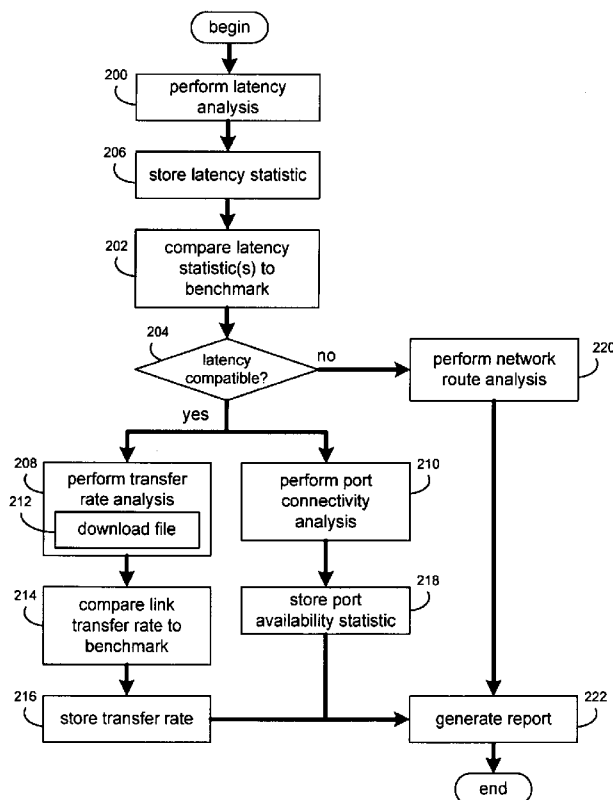 begin
200
perform latency
analysis
206
store latency statistic
202
compare latency
statistic(s) to
benchmark
204
latency
compatible?
no
perform network
route analysis
220
yes
208
perform transfer
rate analysis
212
download file
perform port
connectivity
analysis
210
214
compare link
transfer rate to
benchmark
store port
availability statistic
218
216
store transfer rate
generate report
222
end